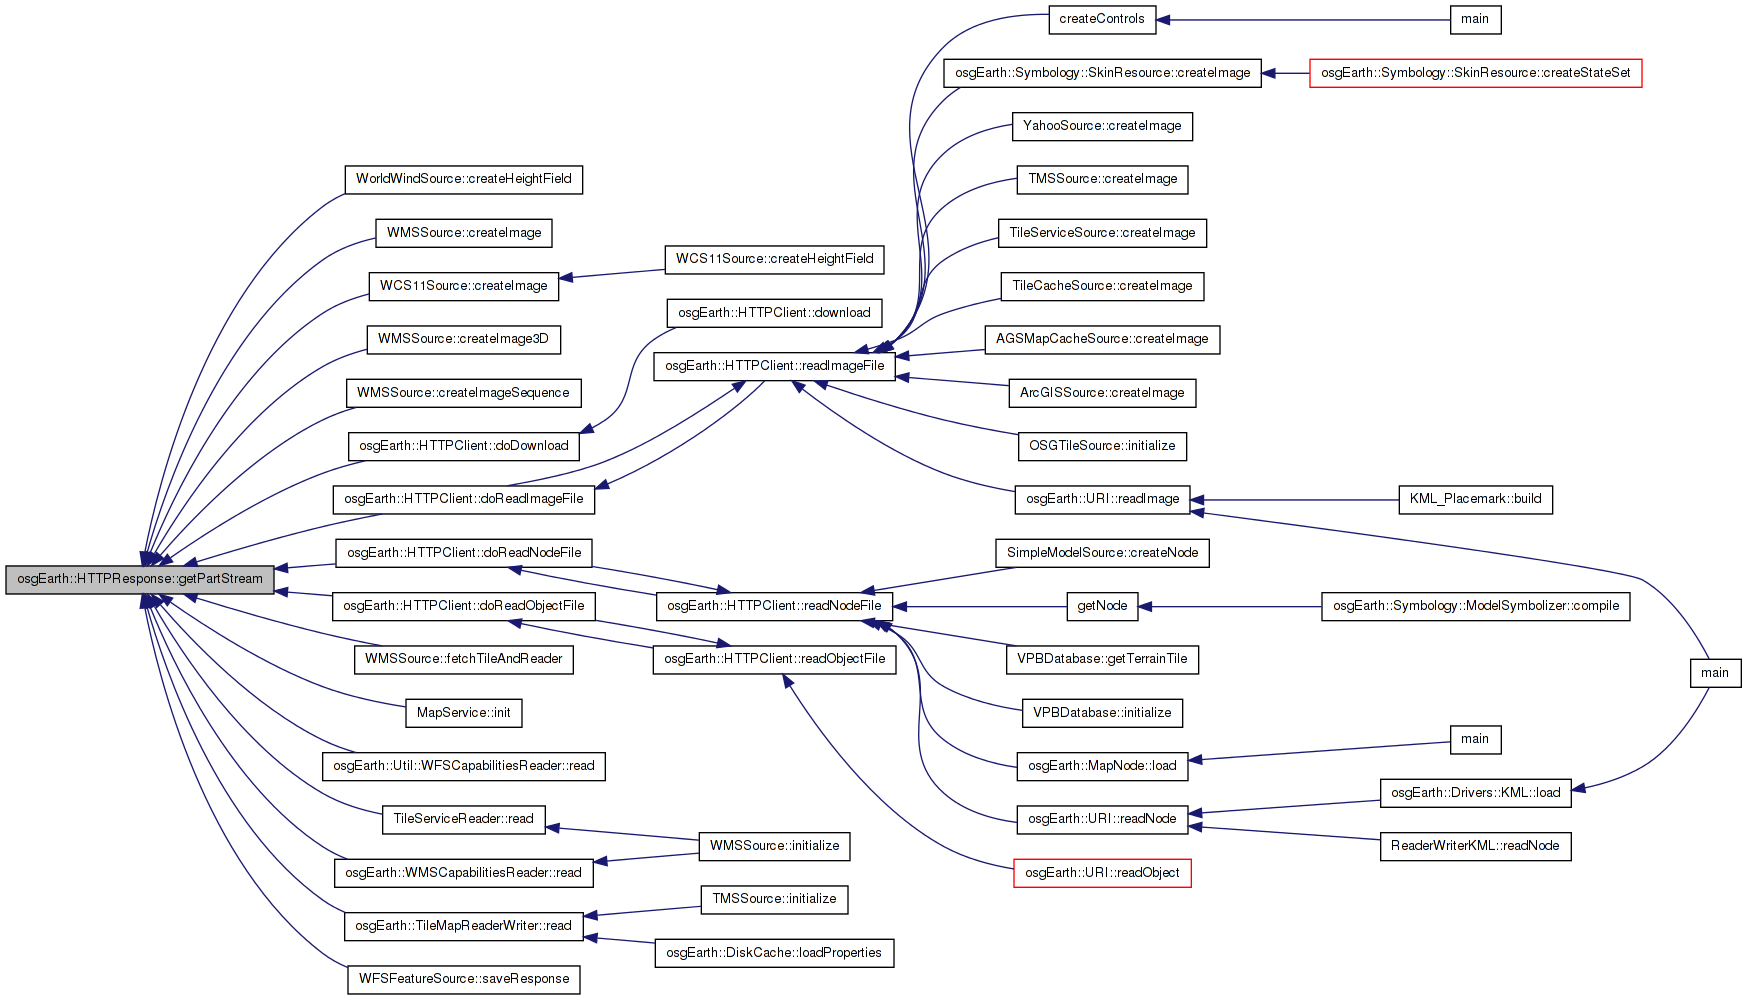 createControls
main
osgEarth::Symbology::SkinResource::createImage
osgEarth::Symbology::SkinResource::createStateSet
YahooSource::createImage
WorldWindSource::createHeightField
TMSSource::createImage
WMSSource::createImage
TileServiceSource::createImage
WCS11Source::createHeightField
WCS11Source::createImage
TileCacheSource::createImage
osgEarth::HTTPClient::download
WMSSource::createImage3D
AGSMapCacheSource::createImage
osgEarth::HTTPClient::readImageFile
WMSSource::createImageSequence
ArcGISSource::createImage
osgEarth::HTTPClient::doDownload
OSGTileSource::initialize
osgEarth::HTTPClient::doReadImageFile
osgEarth::URI::readImage
KML_Placemark::build
osgEarth::HTTPClient::doReadNodeFile
SimpleModelSource::createNode
osgEarth::HTTPResponse::getPartStream
osgEarth::HTTPClient::doReadObjectFile
osgEarth::HTTPClient::readNodeFile
getNode
osgEarth::Symbology::ModelSymbolizer::compile
WMSSource::fetchTileAndReader
osgEarth::HTTPClient::readObjectFile
VPBDatabase::getTerrainTile
main
MapService::init
VPBDatabase::initialize
main
osgEarth::Util::WFSCapabilitiesReader::read
osgEarth::MapNode::load
osgEarth::Drivers::KML::load
TileServiceReader::read
osgEarth::URI::readNode
WMSSource::initialize
ReaderWriterKML::readNode
osgEarth::WMSCapabilitiesReader::read
osgEarth::URI::readObject
TMSSource::initialize
osgEarth::TileMapReaderWriter::read
osgEarth::DiskCache::loadProperties
WFSFeatureSource::saveResponse